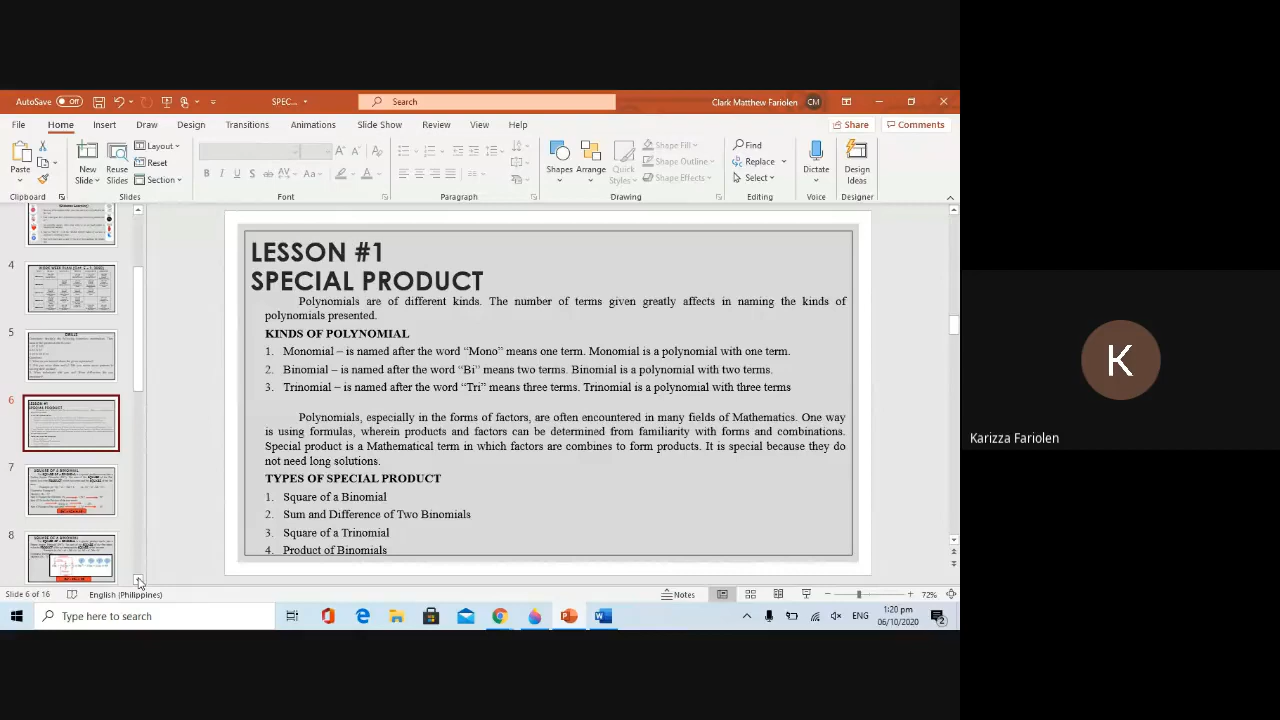 AutoSave Off SPEC... Search Clark Matthew Fariolen CM
File Home Insert Draw Design Transitions Animations Slide Show Review View Help Share Comments
Paste New Slide Reuse Slides Layout Reset Section Shapes Arrange Quick Styles Shape Fill Shape Outline Shape Effects Find Replace Select Dictate Design Ideas
Clipboard Slides Font Paragraph Drawing Editing Voice Designer
4
5
6
7
8
LESSON #1
SPECIAL PRODUCT
Polynomials are of different kinds. The number of terms given greatly affects in naming the kinds of
polynomials presented.
KINDS OF POLYNOMIAL
1. Monomial – is named after the word "Mono" means one term. Monomial is a polynomial with one term.
2. Binomial – is named after the word "Bi" means two terms. Binomial is a polynomial with two terms.
3. Trinomial – is named after the word "Tri" means three terms. Trinomial is a polynomial with three terms
Polynomials, especially in the form of factors, are often encountered in many fields of Mathematics. One way
is using formulas, wherein products and factors can be determined from familiarity with forms and combinations.
Special product is a Mathematical term in which factors are combines to form products. It is special because they do
not need long solutions.
TYPES OF SPECIAL PRODUCT
1. Square of a Binomial
2. Sum and Difference of Two Binomials
3. Square of a Trinomial
4. Product of Binomials
K
Karizza Fariolen
Slide 6 of 16 English (Philippines) Notes 72%
Type here to search ENG 1:20 pm
06/10/2020 2